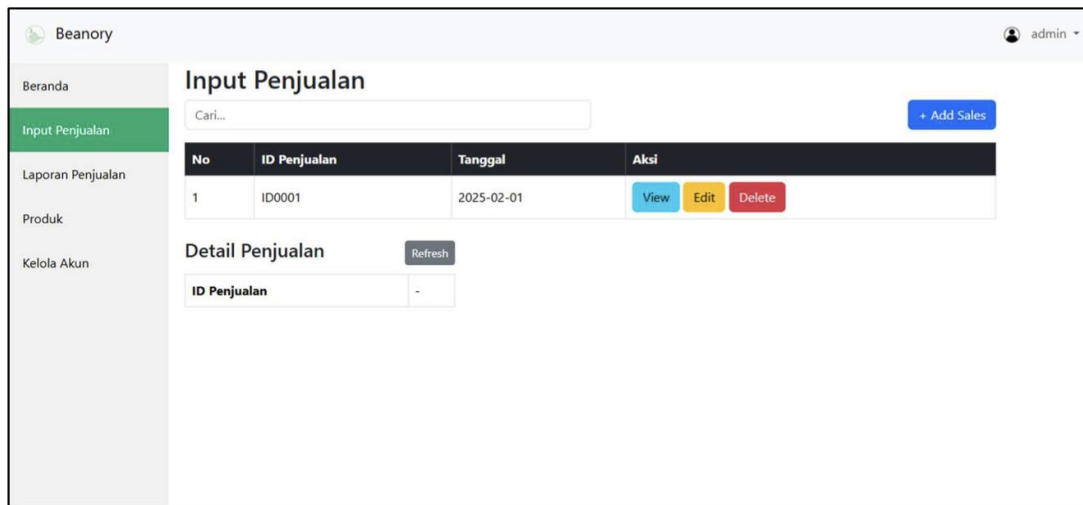 Beanory
admin
Beranda
Input Penjualan
Laporan Penjualan
Produk
Kelola Akun
Input Penjualan
Cari...
+ Add Sales
No ID Penjualan Tanggal Aksi
1 ID0001 2025-02-01 View Edit Delete
Detail Penjualan Refresh
ID Penjualan -